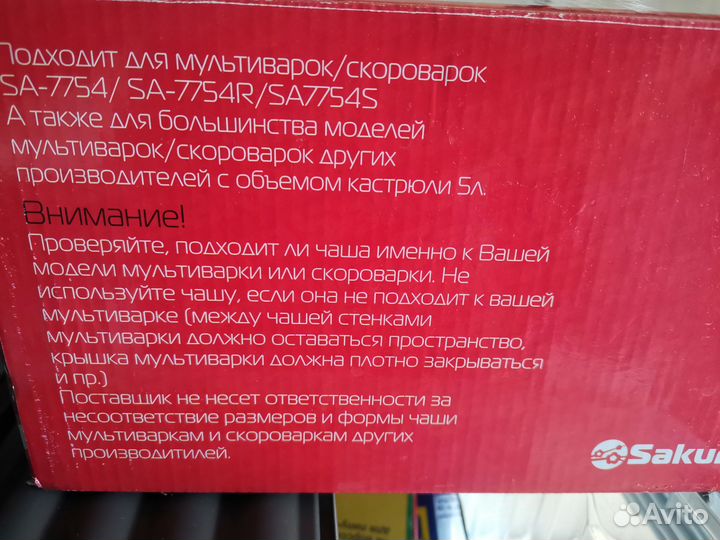 Подходит для мультиварок/скороварок
SA-7754/ SA-7754R/SA7754S
А также для большинства моделей
мультиварок/скороварок других
производителей с объемом кастрюли 5л.
Внимание!
Проверяйте, подходит ли чаша именно к Вашей
модели мультиварки или скороварки. Не
используйте чашу, если она не подходит к вашей
мультиварке (между чашей стенками
мультиварки должно оставаться пространство,
крышка мультиварки должна плотно закрываться
и пр.)
Поставщик не несет ответственности за
несоответствие размеров и формы чаши
мультиваркам и скороваркам других
производитилей.
Sakur
Avito